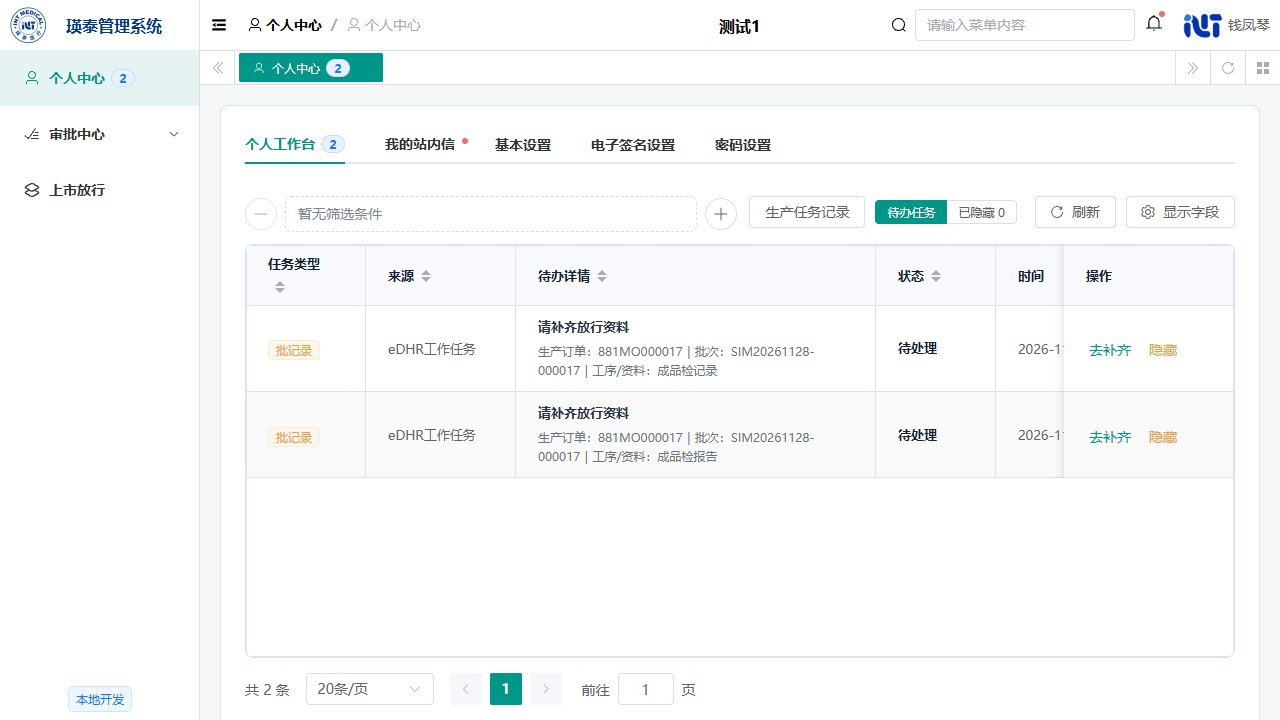 瑛泰管理系统
个人中心 / 个人中心
测试1
请输入菜单内容
钱凤琴
个人中心 2
审批中心
上市放行
本地开发
个人中心 2
个人工作台 2
我的站内信
基本设置
电子签名设置
密码设置
暂无筛选条件
生产任务记录
待办任务
已隐藏 0
刷新
显示字段
任务类型
来源
待办详情
状态
时间
操作
批记录
eDHR工作任务
请补齐放行资料
生产订单：881MO000017 | 批次：SIM20261128-
000017 | 工序/资料：成品检记录
待处理
2026-1
去补齐
隐藏
批记录
eDHR工作任务
请补齐放行资料
生产订单：881MO000017 | 批次：SIM20261128-
000017 | 工序/资料：成品检报告
待处理
2026-1
去补齐
隐藏
共 2 条
20条/页
1
前往
1
页